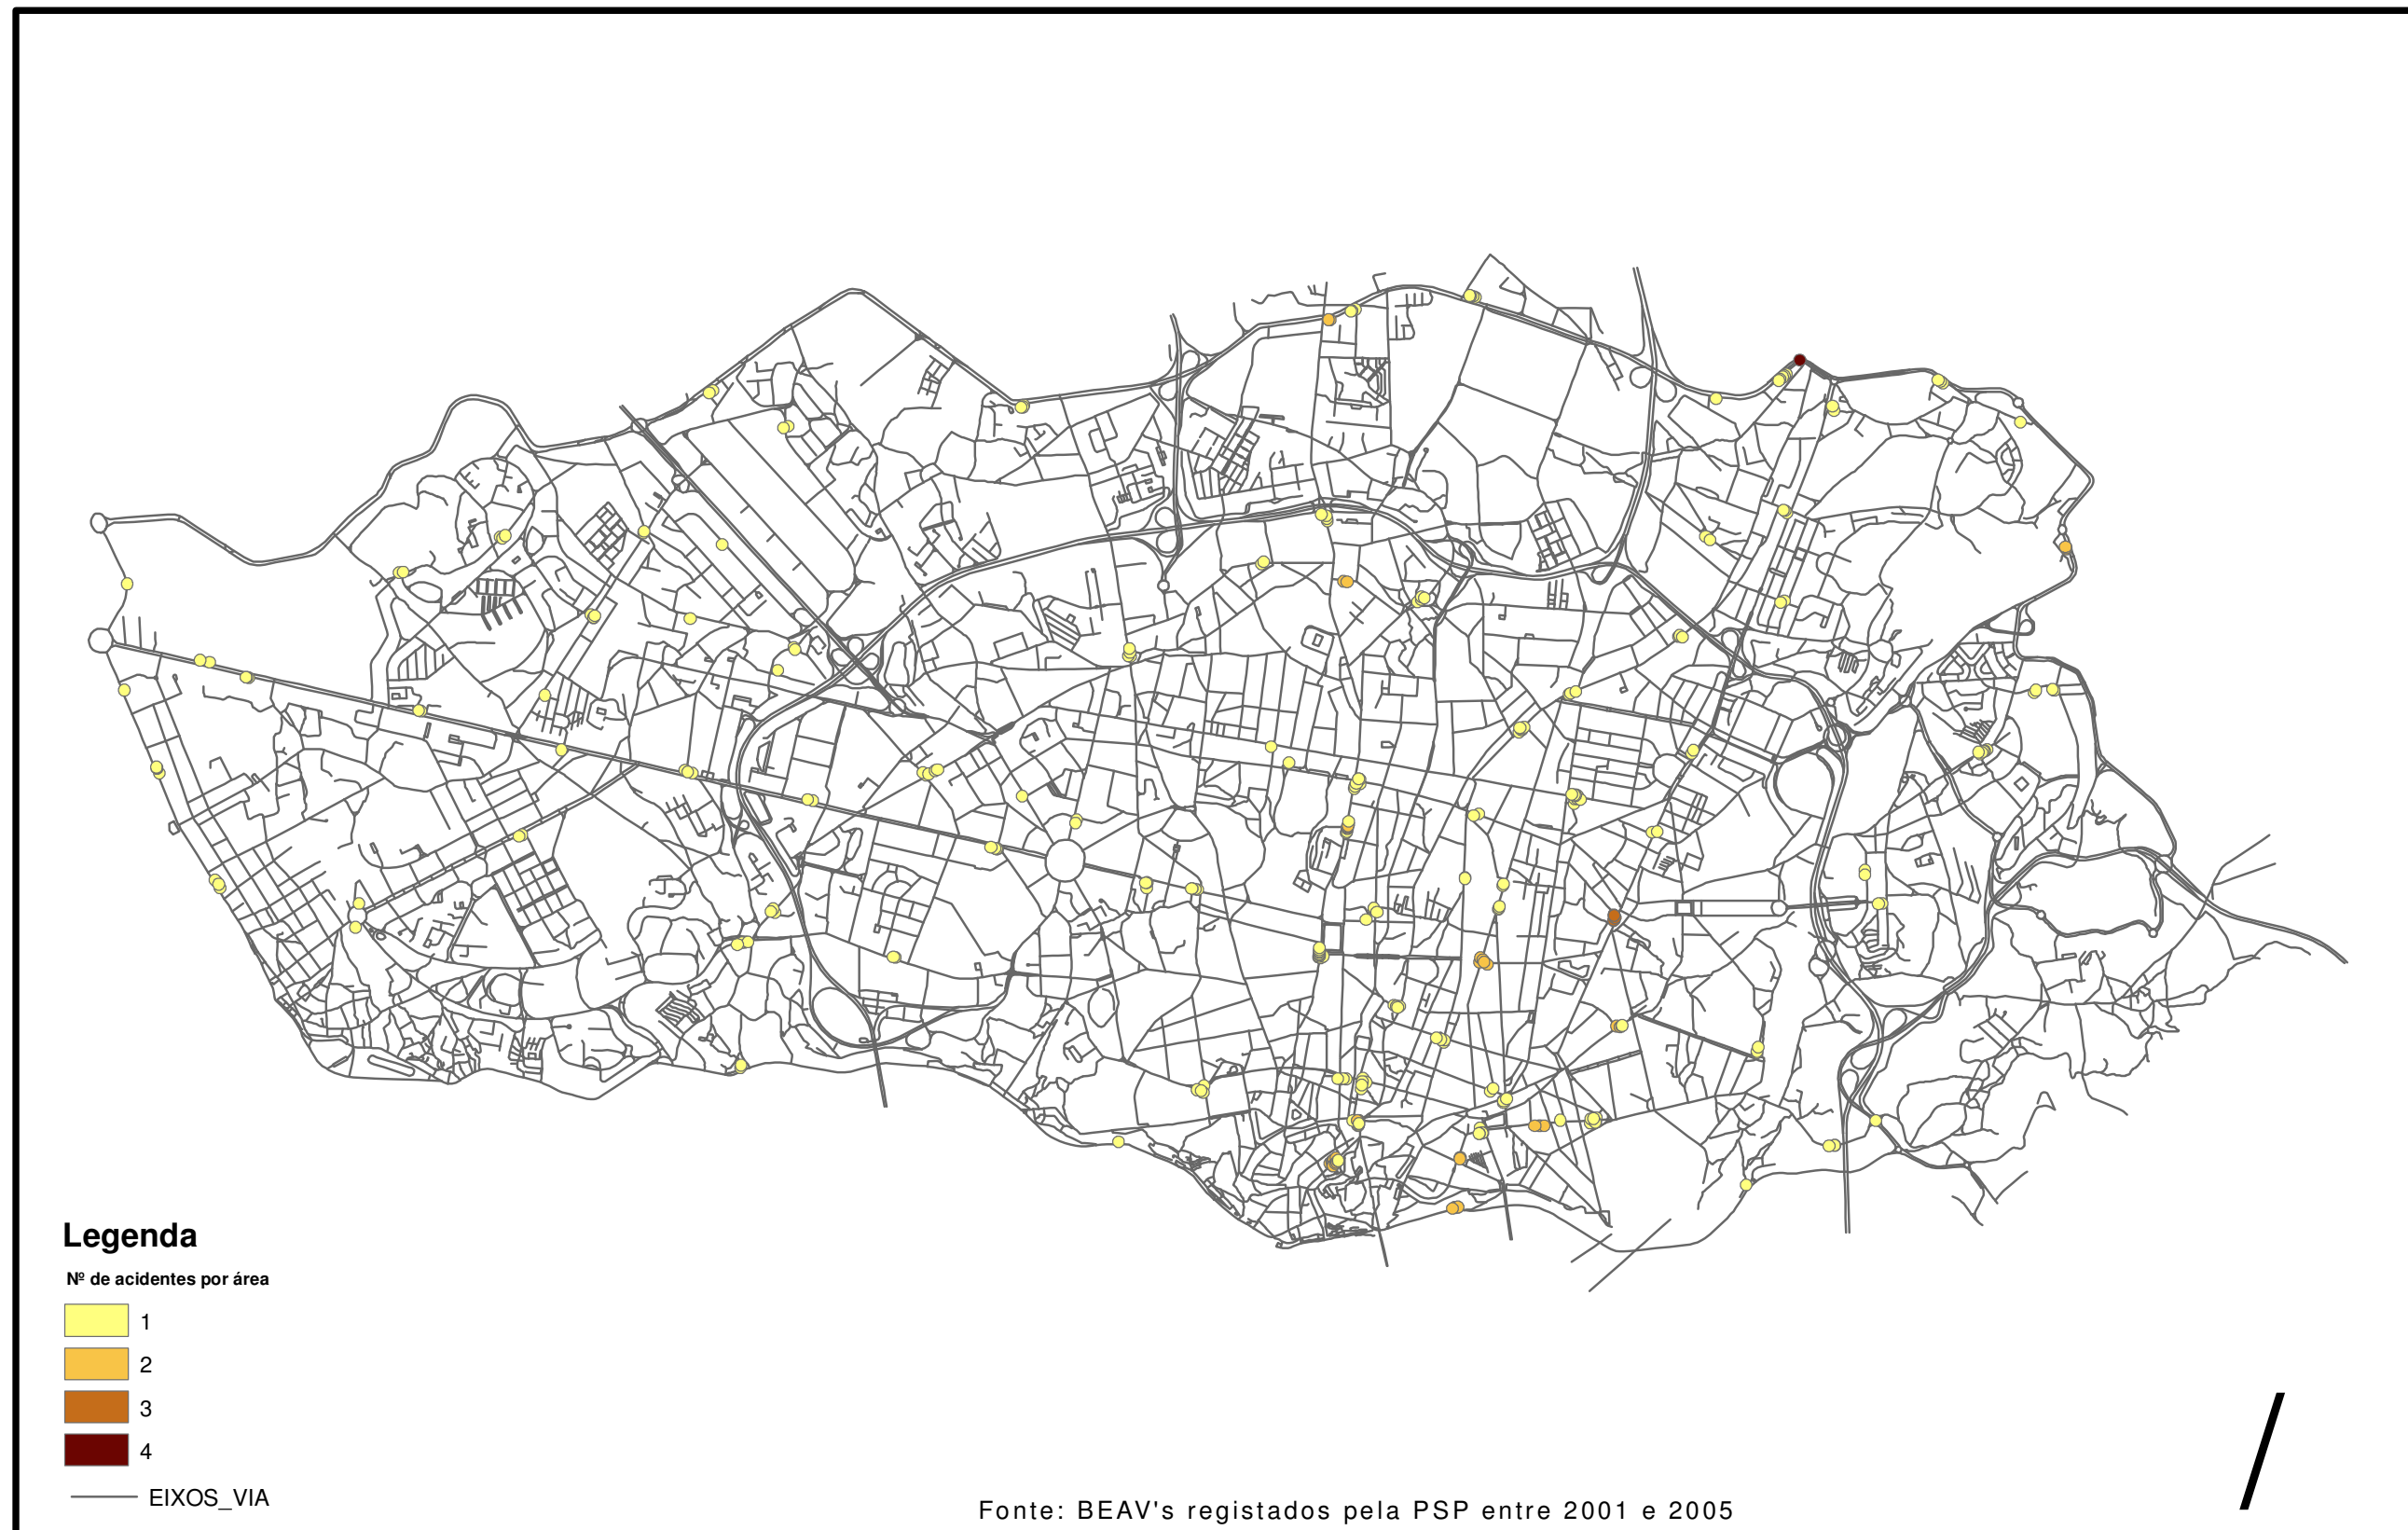 Legenda
Nº de acidentes por área
1
2
3
4
EIXOS_VIA
Fonte: BEAV's registados pela PSP entre 2001 e 2005